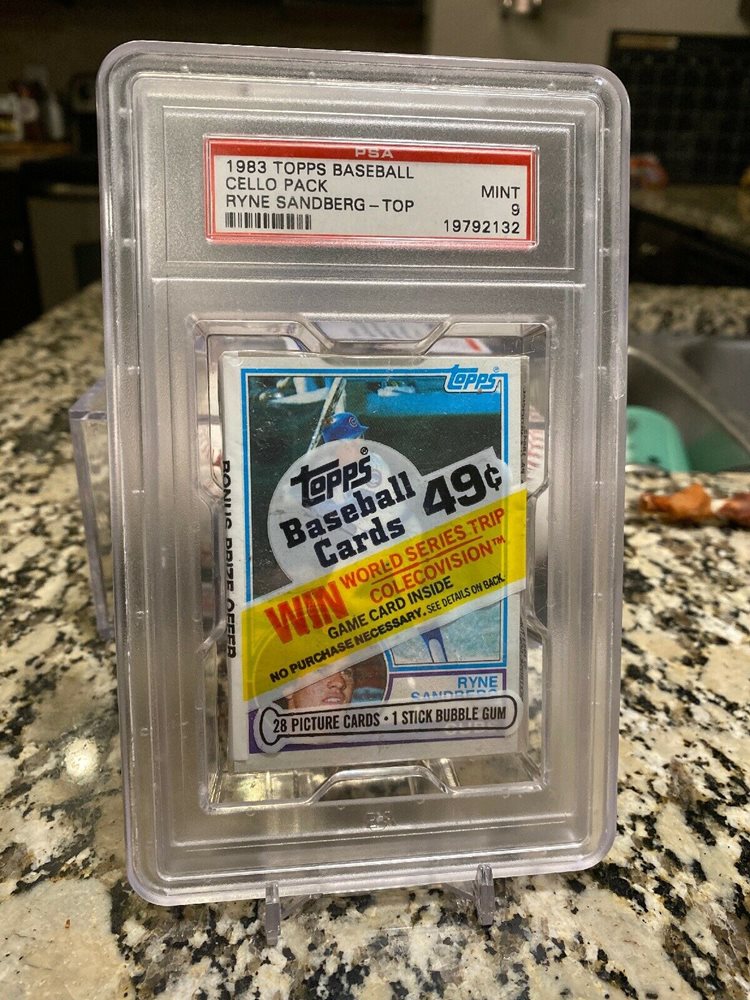 PSA
1983 TOPPS BASEBALL
CELLO PACK
MINT
RYNE SANDBERG - TOP
9
19792132
topps®
topps®
Baseball
Cards
49¢
BONUS PRIZE OFFER
WIN
WORLD SERIES TRIP
COLECOVISION™
GAME CARD INSIDE
NO PURCHASE NECESSARY. SEE DETAILS ON BACK.
RYNE
SANDBERG
28 PICTURE CARDS • 1 STICK BUBBLE GUM
CUBS